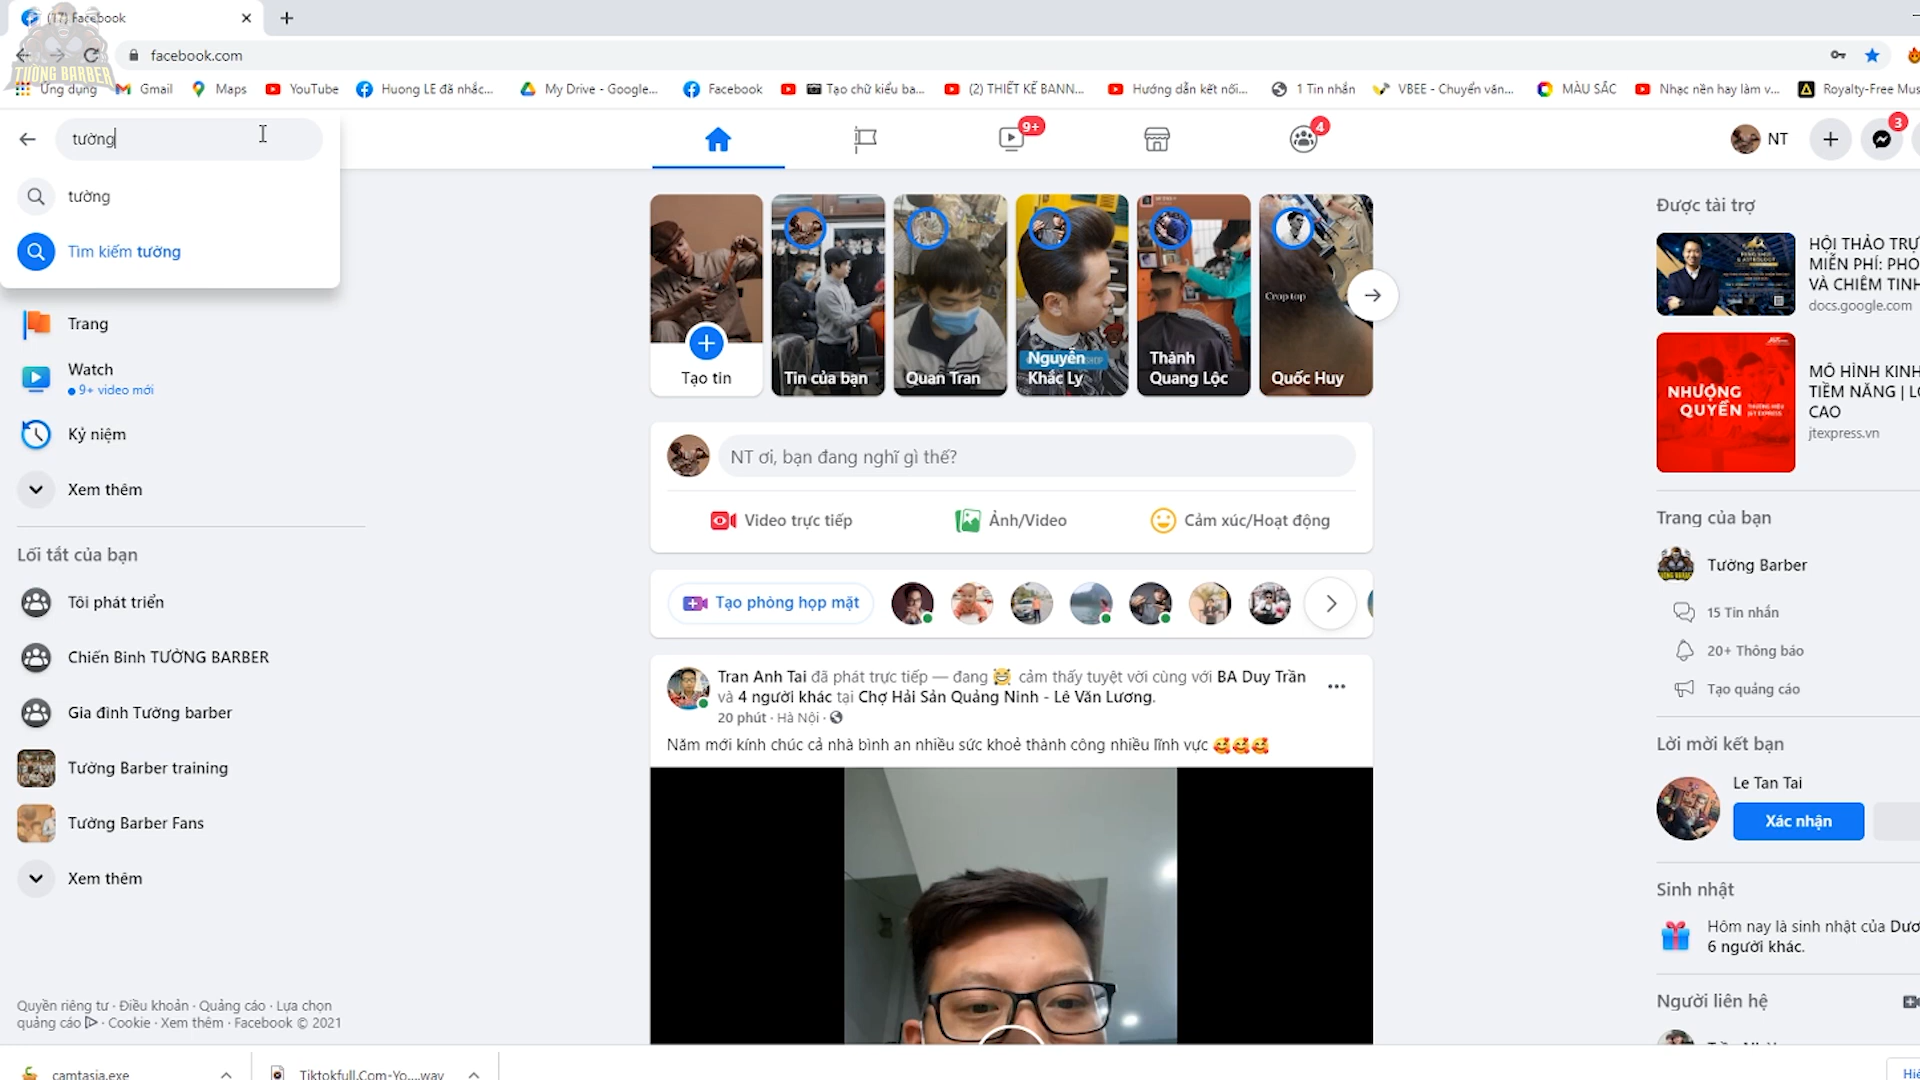 (17) Facebook
TƯỜNG BARBER
facebook.com
Ứng dụng
Gmail
Maps
YouTube
Huong LE đã nhắc...
My Drive - Google...
Facebook
Tạo chữ kiểu ba...
(2) THIẾT KẾ BANN...
Hướng dẫn kết nối...
1 Tin nhắn
VBEE - Chuyển văn...
MÀU SẮC
Nhạc nền hay làm v...
Royalty-Free Mus
tường
9+
4
NT
3
tường
Tìm kiếm tường
Trang
Watch
9+ video mới
Kỷ niệm
Xem thêm
Lối tắt của bạn
Tôi phát triển
Chiến Binh TƯỜNG BARBER
Gia đình Tường barber
Tường Barber training
Tường Barber Fans
Xem thêm
Quyền riêng tư · Điều khoản · Quảng cáo · Lựa chọn
quảng cáo · Cookie · Xem thêm · Facebook © 2021
Tạo tin
Tin của bạn
Quan Tran
Nguyễn
Khắc Ly
Thành
Quang Lộc
Crop top
Quốc Huy
NT ơi, bạn đang nghĩ gì thế?
Video trực tiếp
Ảnh/Video
Cảm xúc/Hoạt động
Tạo phòng họp mặt
Tran Anh Tai đã phát trực tiếp — đang 😹 cảm thấy tuyệt vời cùng với BA Duy Trần
và 4 người khác tại Chợ Hải Sản Quảng Ninh - Lê Văn Lương.
20 phút · Hà Nội ·
Năm mới kính chúc cả nhà bình an nhiều sức khoẻ thành công nhiều lĩnh vực 🥰🥰🥰
Được tài trợ
HỘI THẢO TRỰ
MIỄN PHÍ: PHO
VÀ CHIÊM TINH
docs.google.com
NHƯỢNG
QUYỀN
MÔ HÌNH KINH
TIỀM NĂNG | LỢ
CAO
jtexpress.vn
Trang của bạn
Tường Barber
15 Tin nhắn
20+ Thông báo
Tạo quảng cáo
Lời mời kết bạn
Le Tan Tai
Xác nhận
Sinh nhật
Hôm nay là sinh nhật của Dươ
6 người khác.
Người liên hệ
camtasia.exe
Tiktokfull.Com-Yo....wav
Hiể